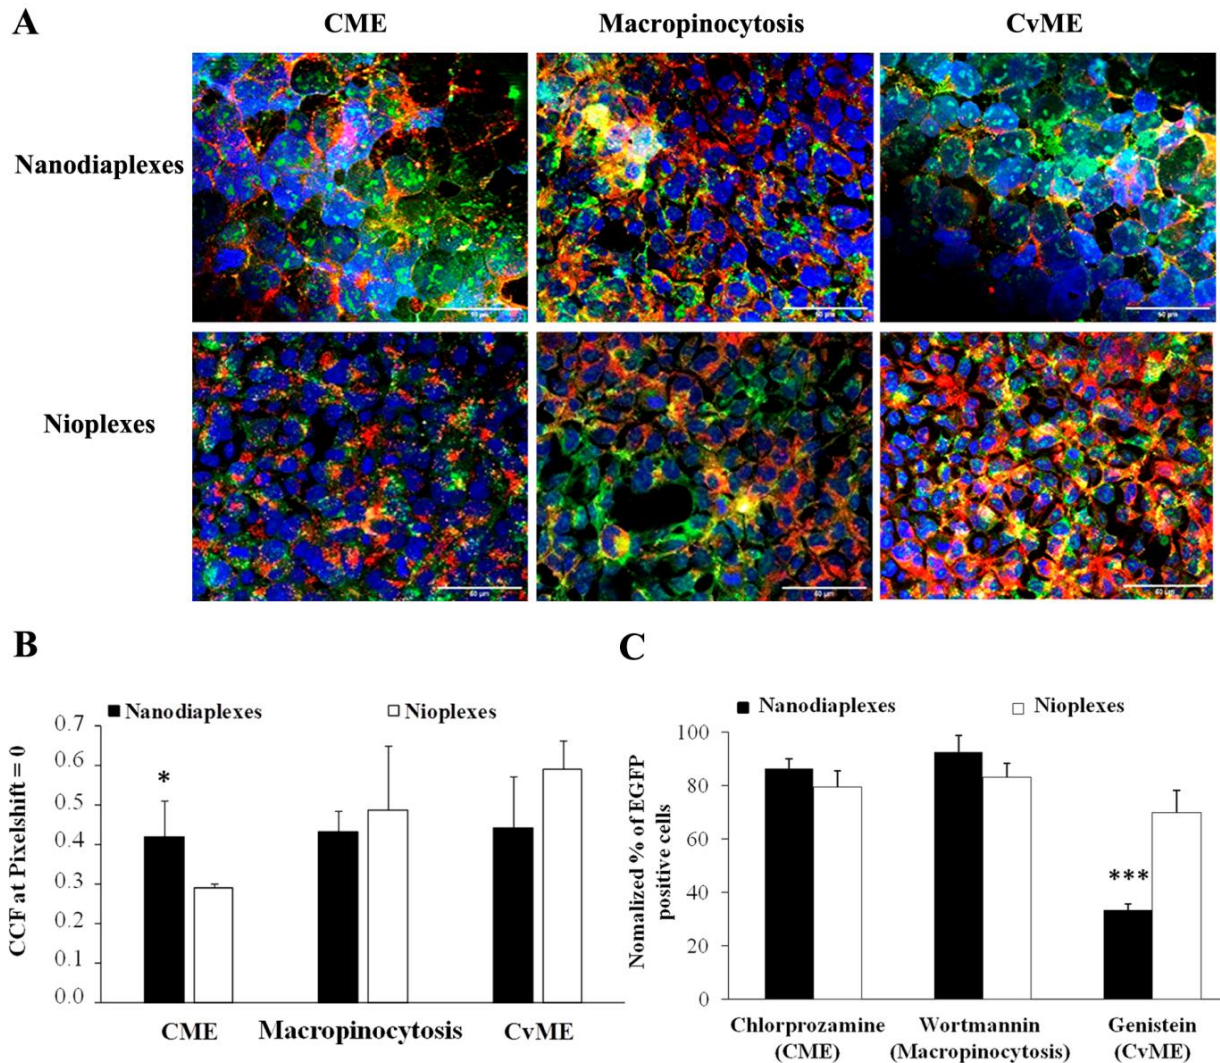 A
CME
Macropinocytosis
CvME
Nanodiaplexes
Nioplexes
60 µm
B
C
Nanodiaplexes
Nioplexes
CCF at Pixelshift = 0
0.7
0.6
0.5
0.4
0.3
0.2
0.1
0.0
*
CME
Macropinocytosis
CvME
Nanodiaplexes
Nioplexes
Nomalized % of EGFP
positive cells
100
80
60
40
20
0
***
Chlorprozamine
(CME)
Wortmannin
(Macropinocytosis)
Genistein
(CvME)